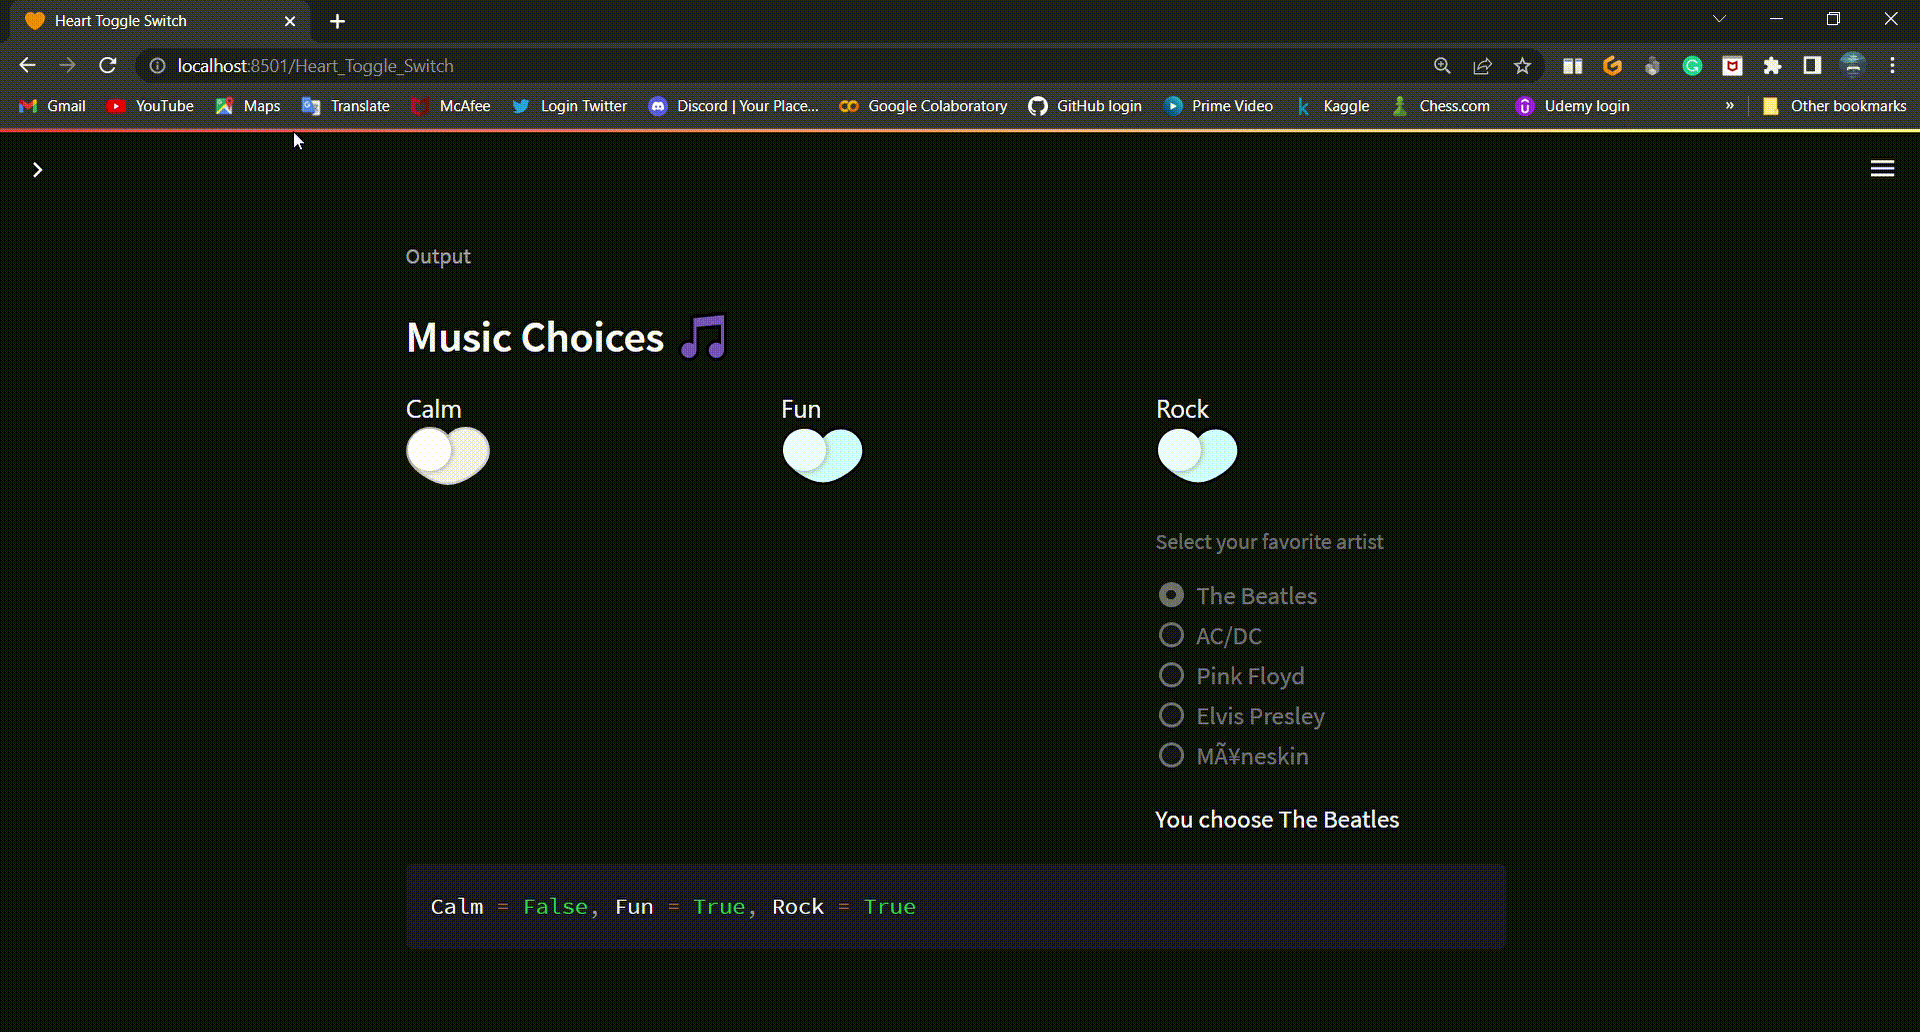 Heart Toggle Switch
localhost:8501/Heart_Toggle_Switch
Gmail YouTube Maps Translate McAfee Login Twitter Discord | Your Place... Google Colaboratory GitHub login Prime Video Kaggle Chess.com Udemy login » Other bookmarks
Output
Music Choices
Calm Fun Rock
Select your favorite artist
The Beatles
AC/DC
Pink Floyd
Elvis Presley
MÃ¥neskin
You choose The Beatles
Calm = False, Fun = True, Rock = True